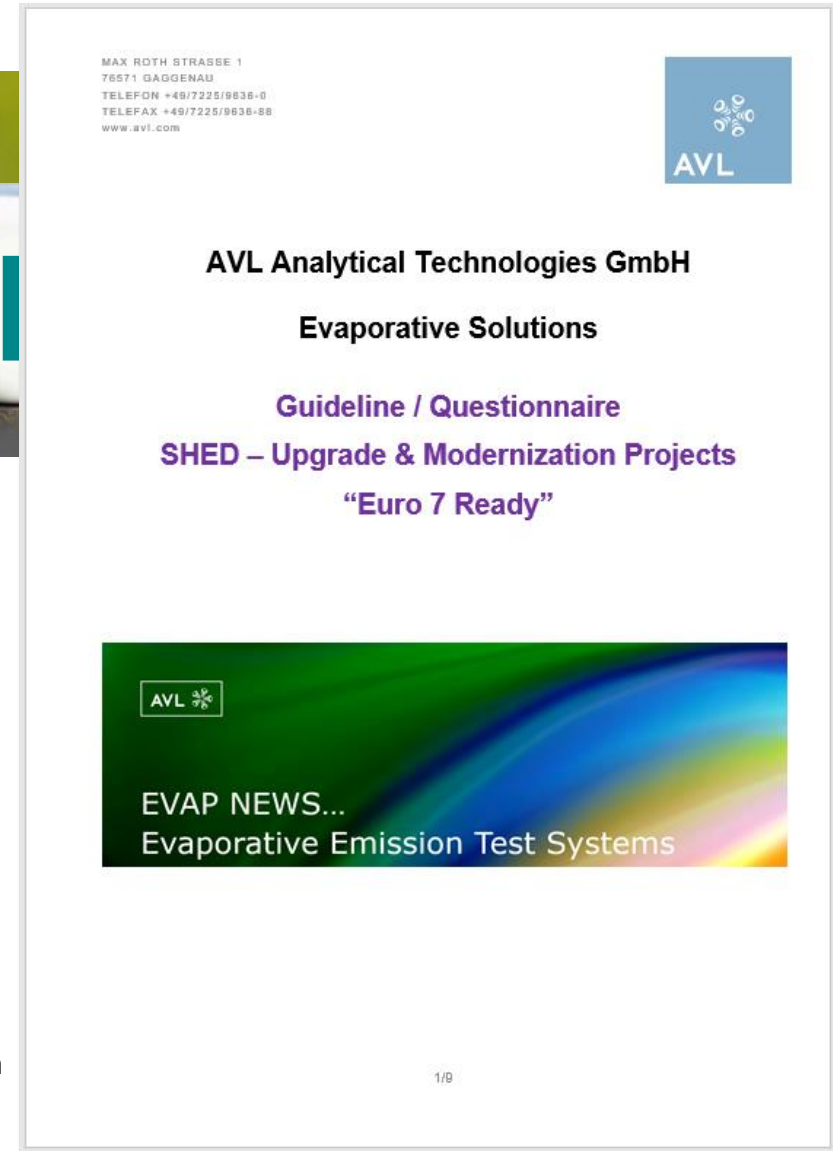 MAX ROTH STRASSE 1
76571 GAGGENAU
TELEFON +49/7225/9636-0
TELEFAX +49/7225/9636-88
www.avl.com
AVL
AVL Analytical Technologies GmbH
Evaporative Solutions
Guideline / Questionnaire
SHED – Upgrade & Modernization Projects
“Euro 7 Ready”
AVL
EVAP NEWS...
Evaporative Emission Test Systems
1/9